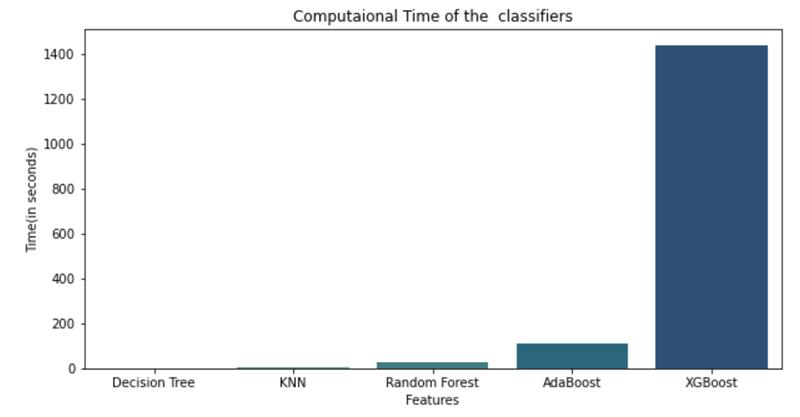 Computaional Time of the  classifiers
Time(in seconds)
1400
1200
1000
800
600
400
200
0
Decision Tree KNN Random Forest AdaBoost XGBoost
Features